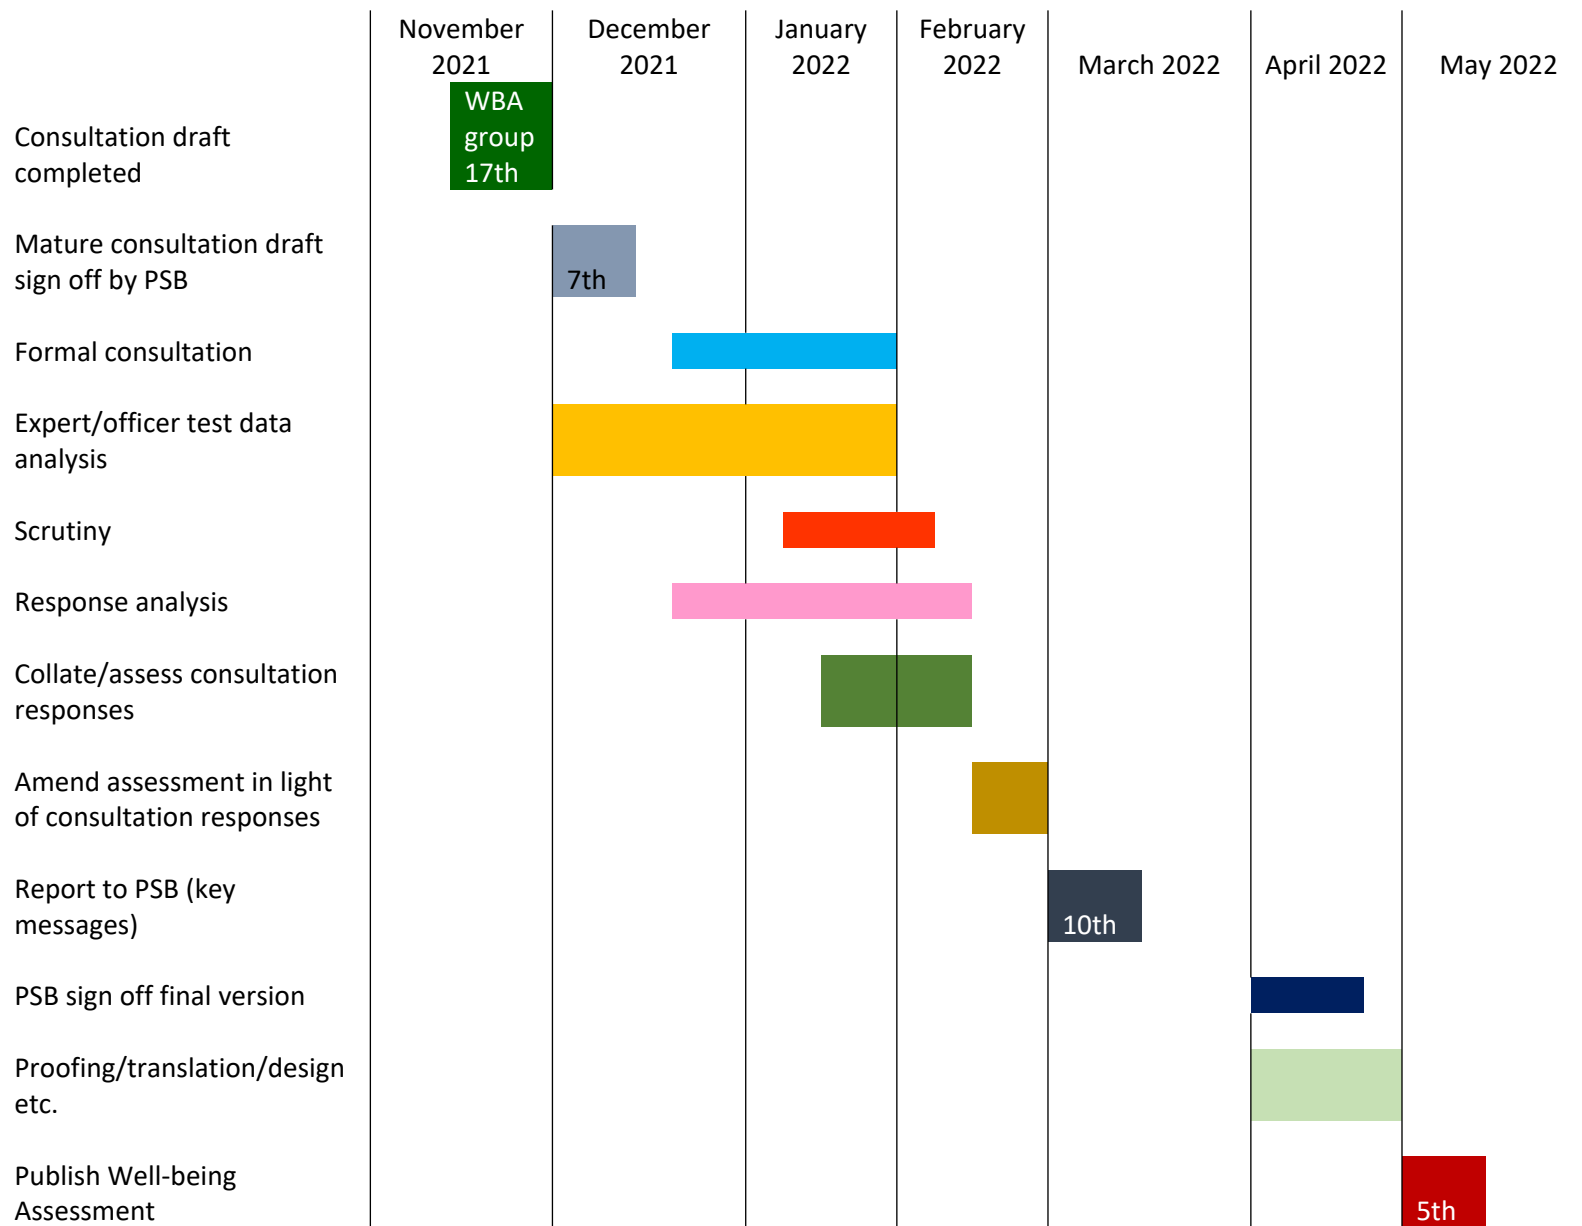 November
2021
December
2021
January
2022
February
2022
March 2022
April 2022
May 2022
Consultation draft
completed
WBA
group
17th
Mature consultation draft
sign off by PSB
7th
Formal consultation
Expert/officer test data
analysis
Scrutiny
Response analysis
Collate/assess consultation
responses
Amend assessment in light
of consultation responses
Report to PSB (key
messages)
10th
PSB sign off final version
Proofing/translation/design
etc.
Publish Well-being
Assessment
5th